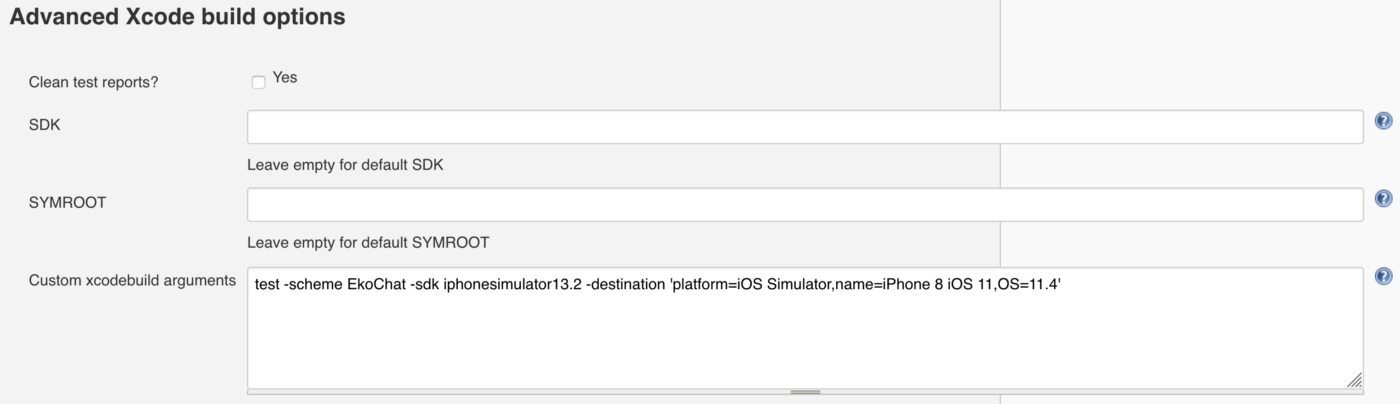 Advanced Xcode build options
Clean test reports? Yes
SDK
Leave empty for default SDK
SYMROOT
Leave empty for default SYMROOT
Custom xcodebuild arguments test -scheme EkoChat -sdk iphonesimulator13.2 -destination 'platform=iOS Simulator,name=iPhone 8 iOS 11,OS=11.4'